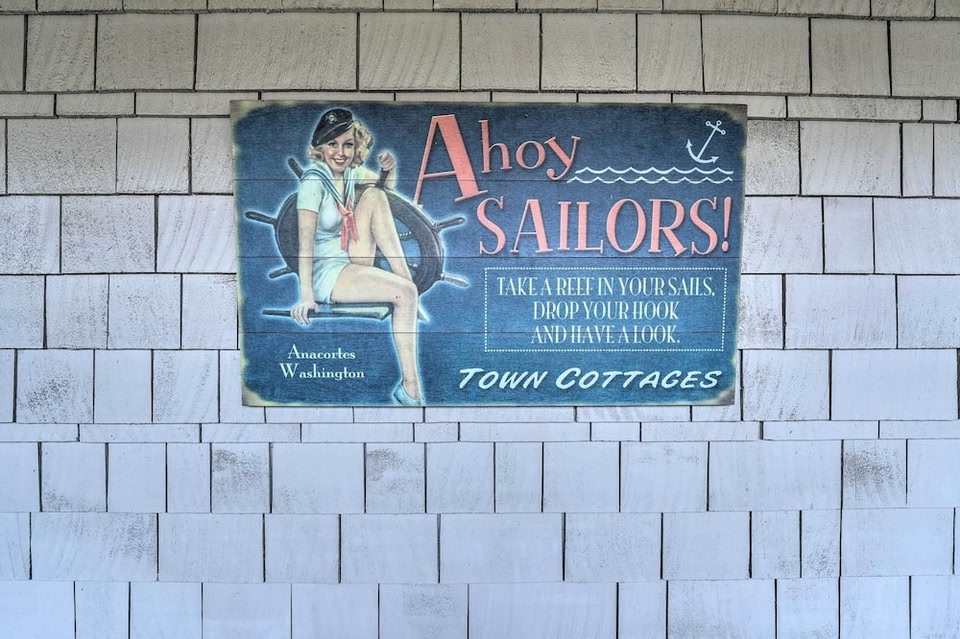 Ahoy
SAILORS!
TAKE A REEF IN YOUR SAILS,
DROP YOUR HOOK
AND HAVE A LOOK.
Anacortes
Washington
TOWN COTTAGES